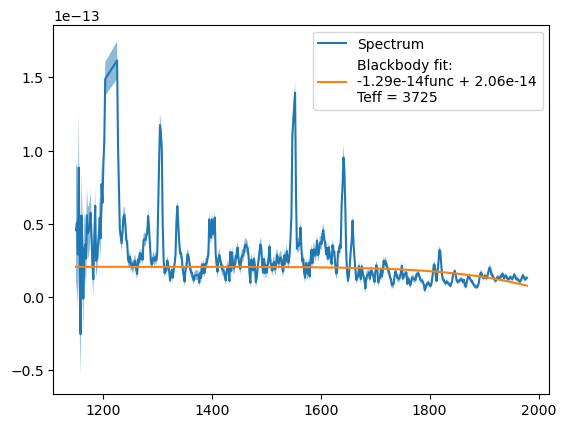 1e−13
Spectrum
Blackbody fit:
-1.29e-14func + 2.06e-14
Teff = 3725
1.5
1.0
0.5
0.0
−0.5
1200 1400 1600 1800 2000